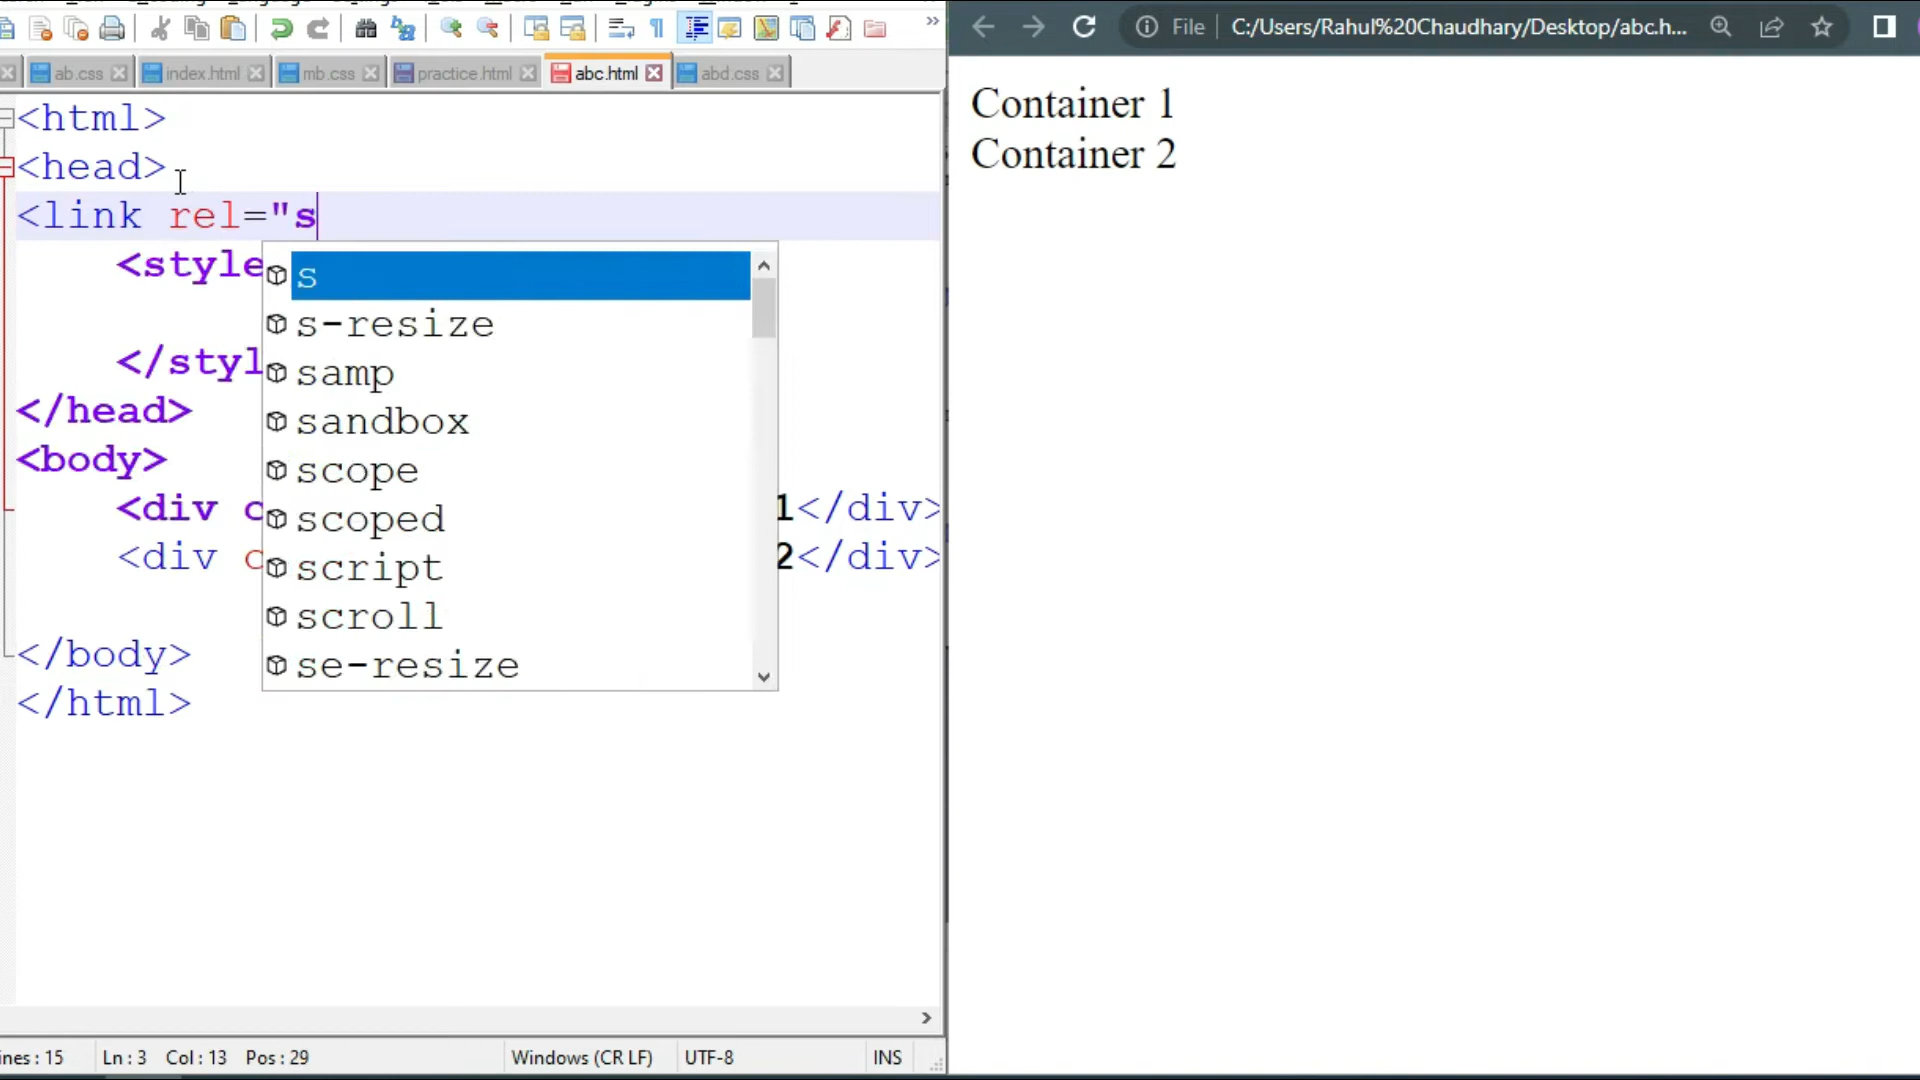 ab.css index.html mb.css practice.html abc.html abd.css
File C:/Users/Rahul%20Chaudhary/Desktop/abc.h...
<html>
<head>
<link rel="s
<style
</styl
</head>
<body>
<div c 1</div>
<div c 2</div>
</body>
</html>
s
s-resize
samp
sandbox
scope
scoped
script
scroll
se-resize
Container 1
Container 2
ines : 15 Ln : 3 Col : 13 Pos : 29 Windows (CR LF) UTF-8 INS